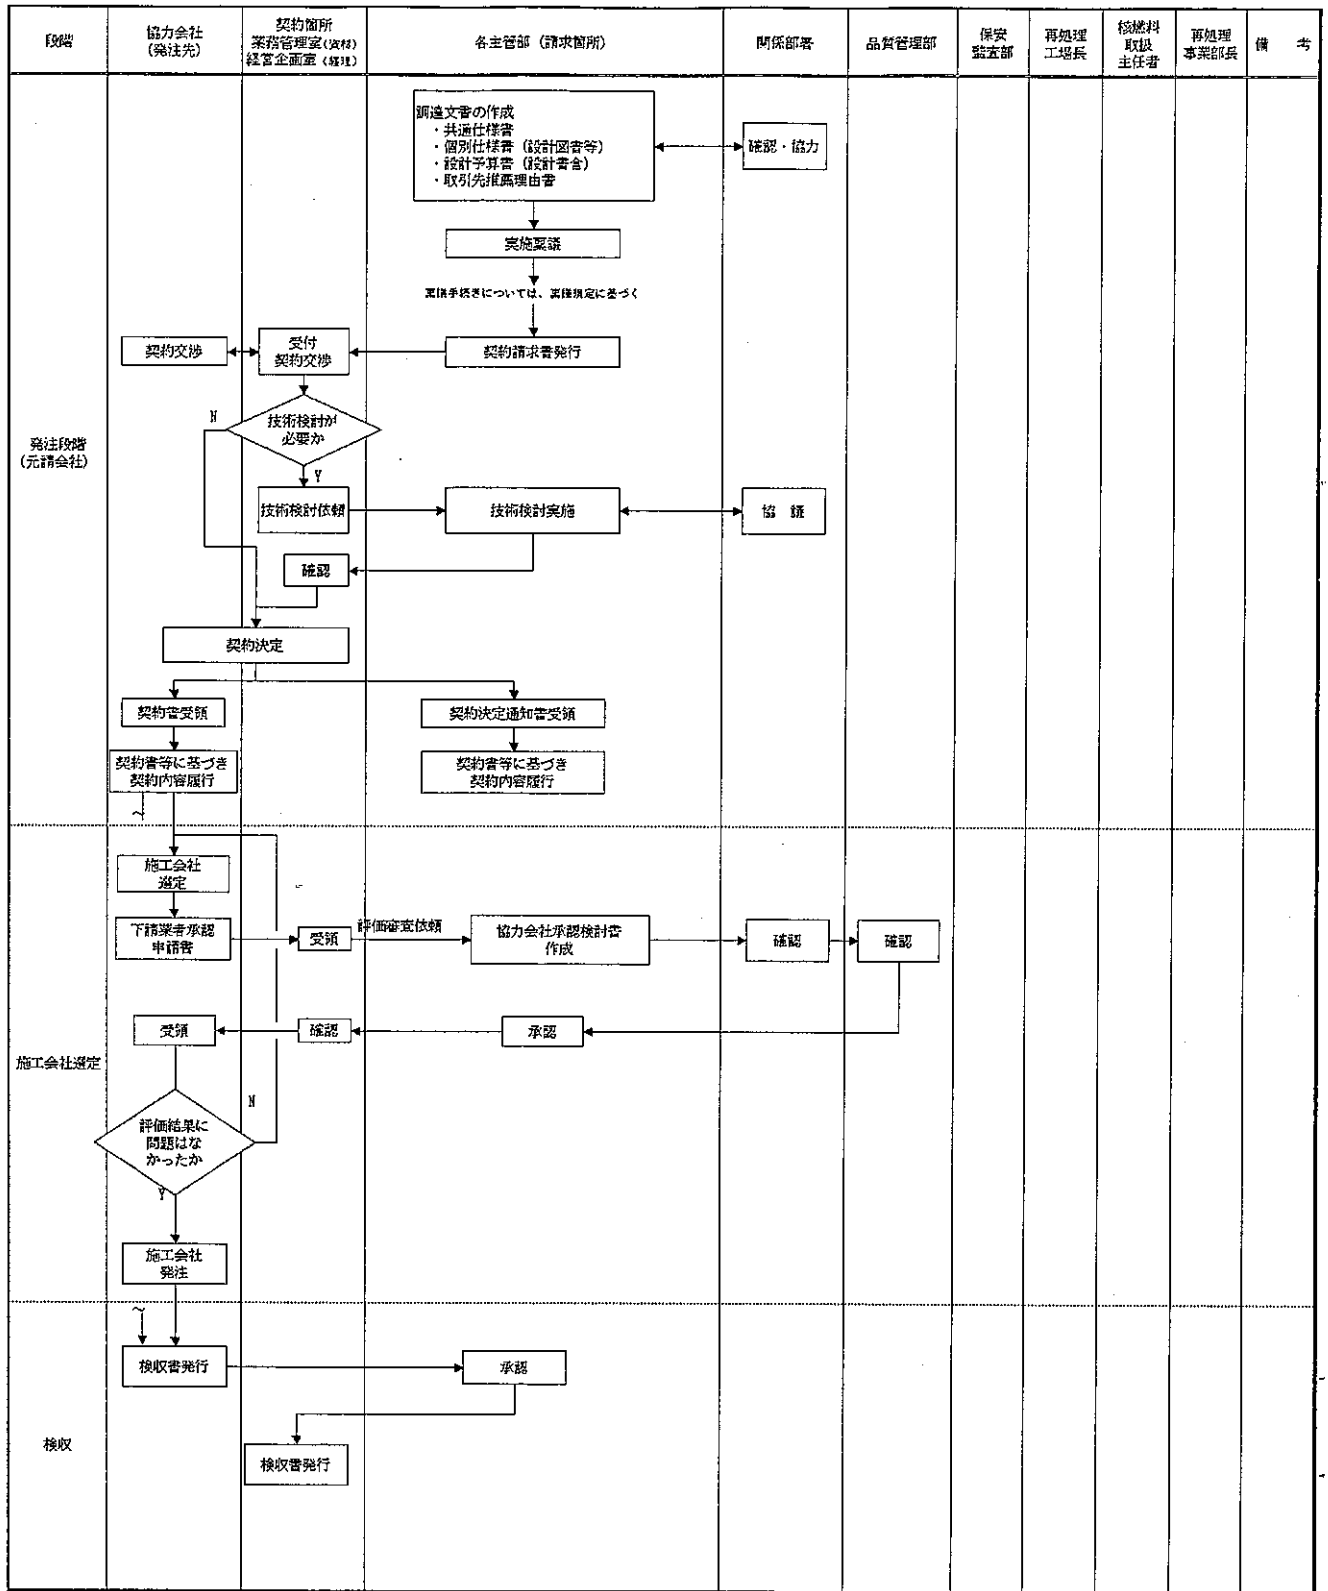 段階
協力会社
(発注先)
契約箇所
業務管理室(資材)
経営企画室(経理)
各主管部（請求箇所）
関係部署
品質管理部
保安
監査部
再処理
工場長
核燃料
取扱
主任者
再処理
事業部長
備 考
調達文書の作成
・共通仕様書
・個別仕様書（設計図書等）
・設計予算書（設計書含）
・取引先推薦理由書
確認・協力
実施稟議
稟議手続きについては、稟議規定に基づく
契約交渉
受付
契約交渉
契約請求書発行
N
技術検討が
必要か
発注段階
(元請会社)
Y
技術検討依頼
技術検討実施
協 議
確認
契約決定
契約書受領
契約決定通知書受領
契約書等に基づき
契約内容履行
契約書等に基づき
契約内容履行
～
施工会社
選定
下請業者承認
申請書
受領
評価審査依頼
協力会社承認検討書
作成
確認
確認
受領
確認
承認
施工会社選定
N
評価結果に
問題はな
かったか
Y
施工会社
発注
～
検収書発行
承認
検収
検収書発行